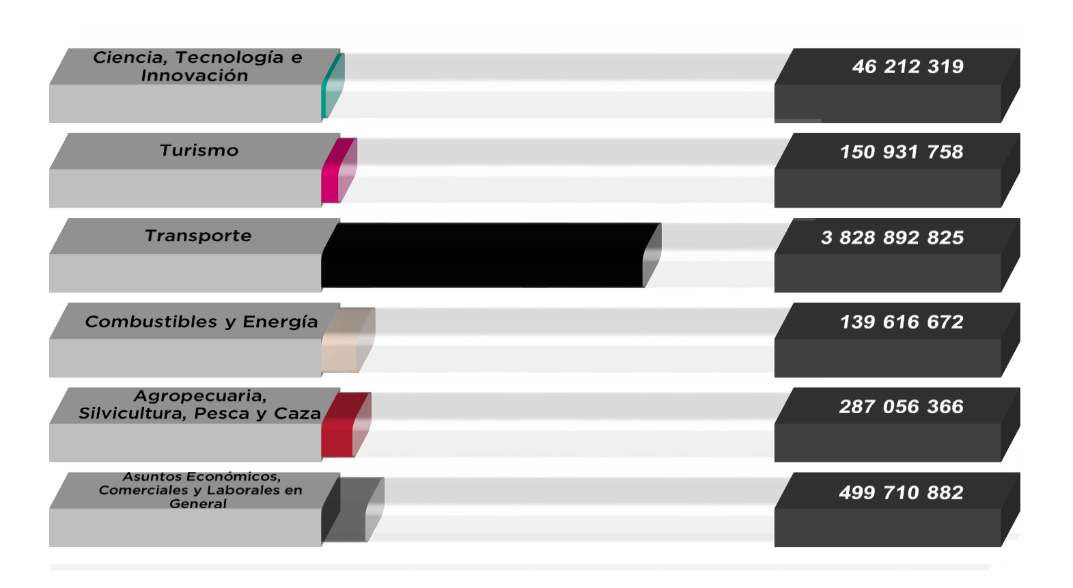 Ciencia, Tecnología e
Innovación
46 212 319
Turismo
150 931 758
Transporte
3 828 892 825
Combustibles y Energía
139 616 672
Agropecuaria,
Silvicultura, Pesca y Caza
287 056 366
Asuntos Económicos,
Comerciales y Laborales en
General
499 710 882